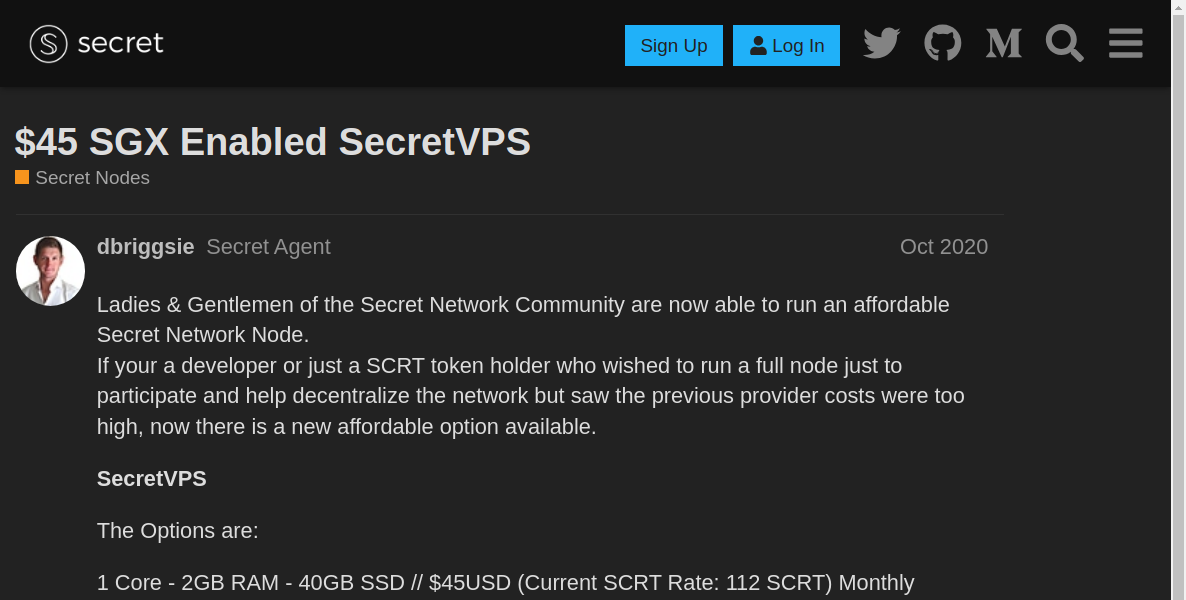 secret
Sign Up
Log In
$45 SGX Enabled SecretVPS
Secret Nodes
dbriggsie Secret Agent Oct 2020
Ladies & Gentlemen of the Secret Network Community are now able to run an affordable
Secret Network Node.
If your a developer or just a SCRT token holder who wished to run a full node just to
participate and help decentralize the network but saw the previous provider costs were too
high, now there is a new affordable option available.
SecretVPS
The Options are:
1 Core - 2GB RAM - 40GB SSD // $45USD (Current SCRT Rate: 112 SCRT) Monthly